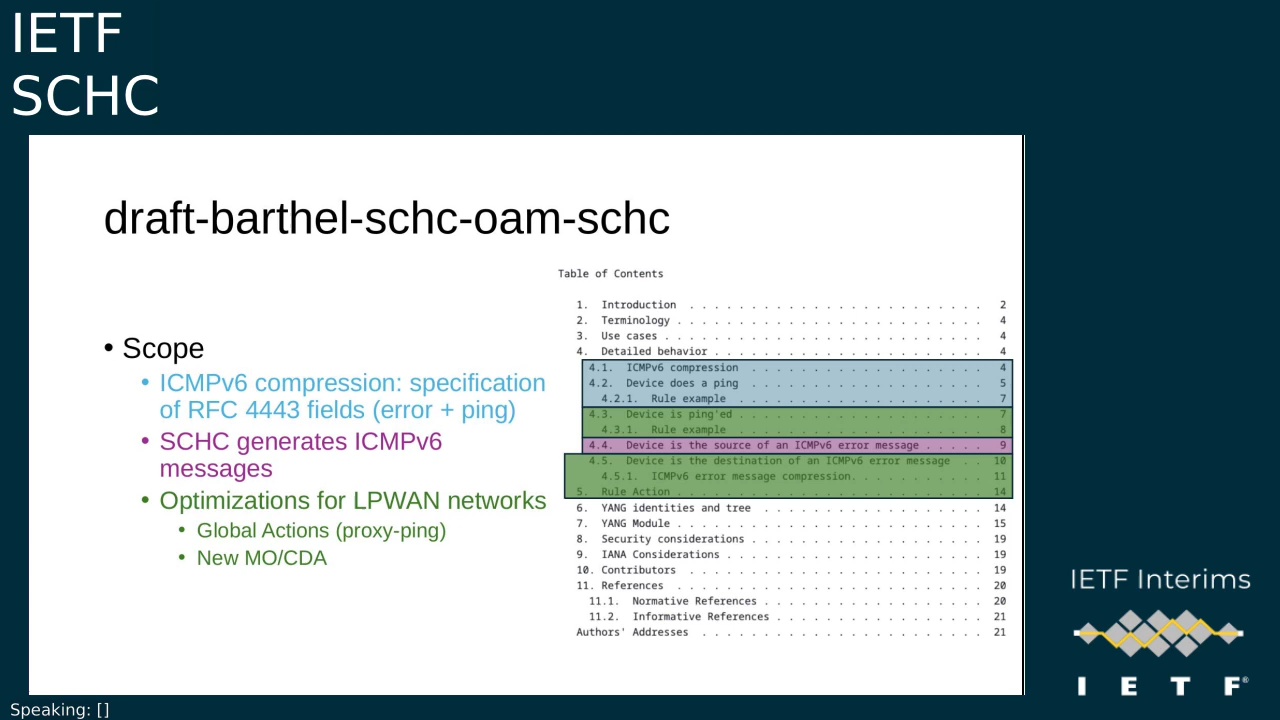 IETF
SCHC
draft-barthel-schc-oam-schc
• Scope
• ICMPv6 compression: specification
of RFC 4443 fields (error + ping)
• SCHC generates ICMPv6
messages
• Optimizations for LPWAN networks
• Global Actions (proxy-ping)
• New MO/CDA
Table of Contents
1. Introduction . . . . . . . . . . . . . . . . . . . . . . . . 2
2. Terminology . . . . . . . . . . . . . . . . . . . . . . . . . 4
3. Use cases . . . . . . . . . . . . . . . . . . . . . . . . . . 4
4. Detailed behavior . . . . . . . . . . . . . . . . . . . . . . 4
4.1. ICMPv6 compression . . . . . . . . . . . . . . . . . . . 4
4.2. Device does a ping . . . . . . . . . . . . . . . . . . . 5
4.2.1. Rule example . . . . . . . . . . . . . . . . . . . . 7
4.3. Device is ping'ed . . . . . . . . . . . . . . . . . . . . 7
4.3.1. Rule example . . . . . . . . . . . . . . . . . . . . 8
4.4. Device is the source of an ICMPv6 error message . . . . . 9
4.5. Device is the destination of an ICMPv6 error message . . 10
4.5.1. ICMPv6 error message compression. . . . . . . . . . . 11
5. Rule Action . . . . . . . . . . . . . . . . . . . . . . . . . 14
6. YANG identities and tree . . . . . . . . . . . . . . . . . . 14
7. YANG Module . . . . . . . . . . . . . . . . . . . . . . . . . 15
8. Security considerations . . . . . . . . . . . . . . . . . . . 19
9. IANA Considerations . . . . . . . . . . . . . . . . . . . . . 19
10. Contributors . . . . . . . . . . . . . . . . . . . . . . . . 19
11. References . . . . . . . . . . . . . . . . . . . . . . . . . 20
11.1. Normative References . . . . . . . . . . . . . . . . . . 20
11.2. Informative References . . . . . . . . . . . . . . . . . 21
Authors' Addresses . . . . . . . . . . . . . . . . . . . . . . . 21
IETF Interims
I E T F®
Speaking: []